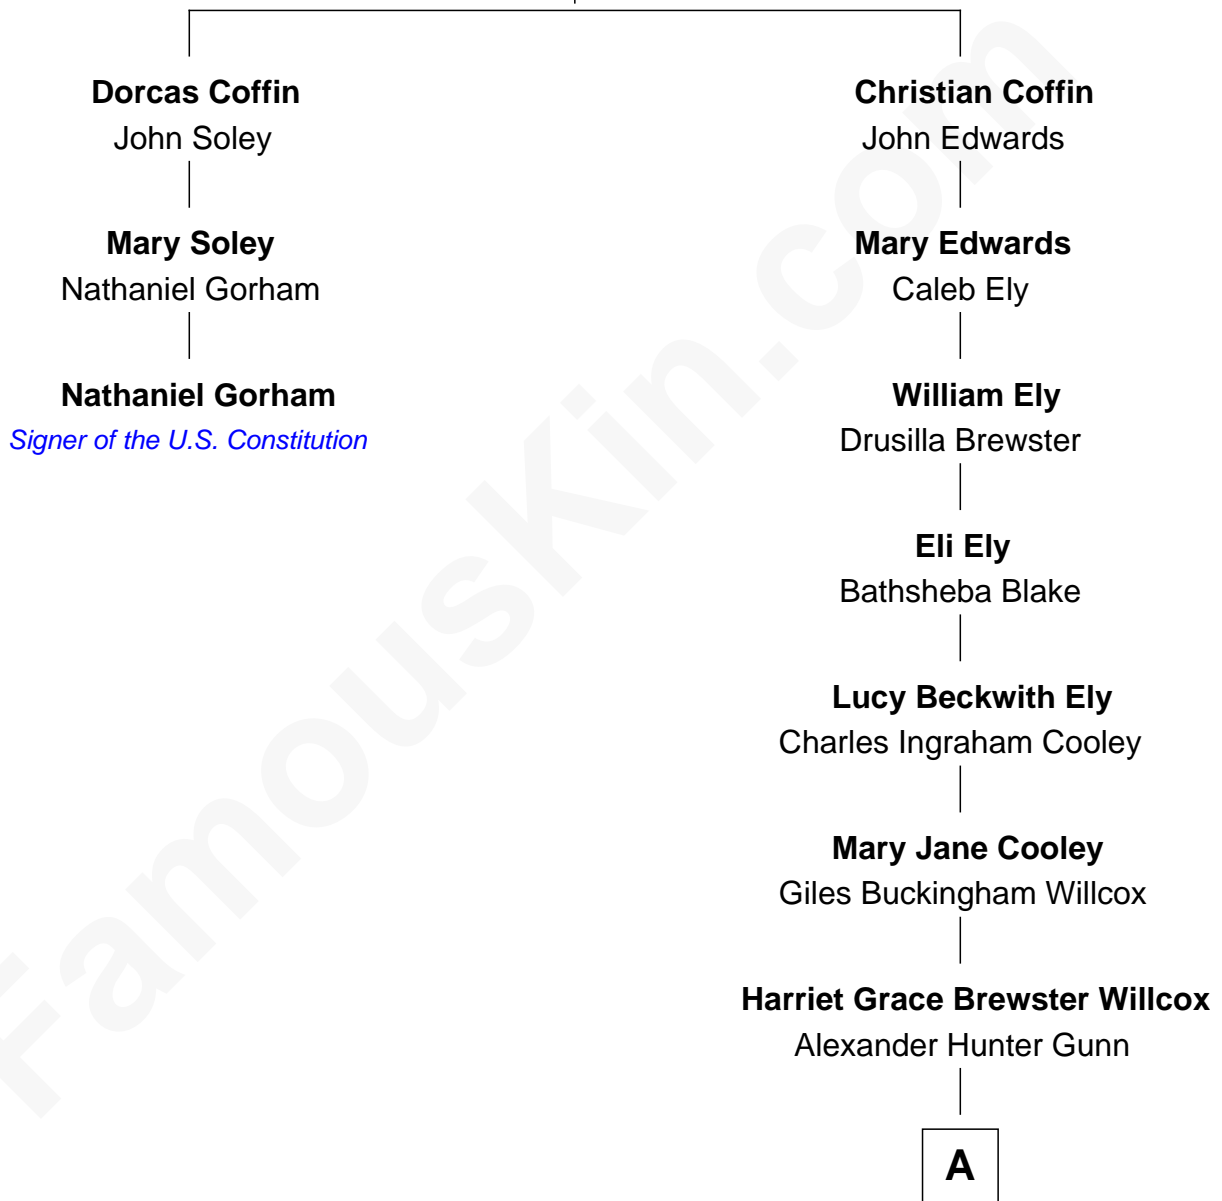 Dorcas Coffin
John Soley
Christian Coffin
John Edwards
Mary Soley
Nathaniel Gorham
Mary Edwards
Caleb Ely
Nathaniel Gorham
Signer of the U.S. Constitution
William Ely
Drusilla Brewster
Eli Ely
Bathsheba Blake
Lucy Beckwith Ely
Charles Ingraham Cooley
Mary Jane Cooley
Giles Buckingham Willcox
Harriet Grace Brewster Willcox
Alexander Hunter Gunn
A
FamousKin.com